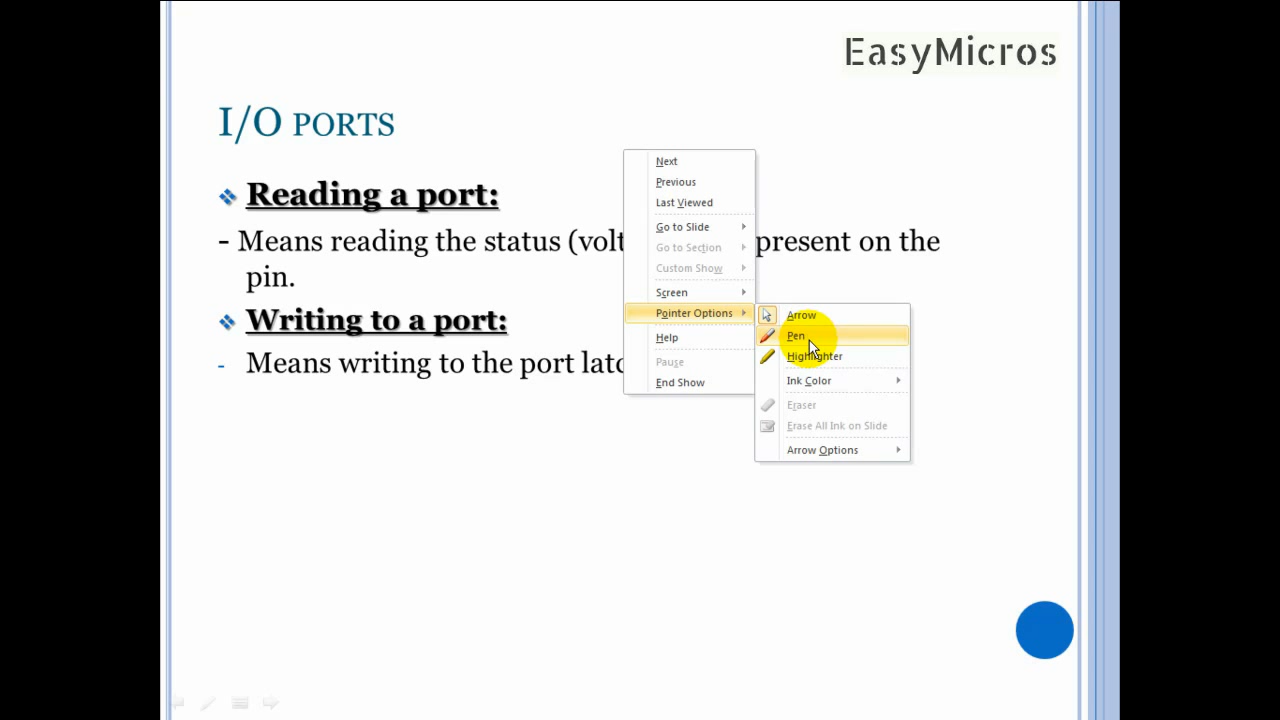 EasyMicros
I/O PORTS
Reading a port:
- Means reading the status (volt present on the
pin.
Writing to a port:
- Means writing to the port latc
Next
Previous
Last Viewed
Go to Slide
Go to Section
Custom Show
Screen
Pointer Options
Help
Pause
End Show
Arrow
Pen
Highlighter
Ink Color
Eraser
Erase All Ink on Slide
Arrow Options